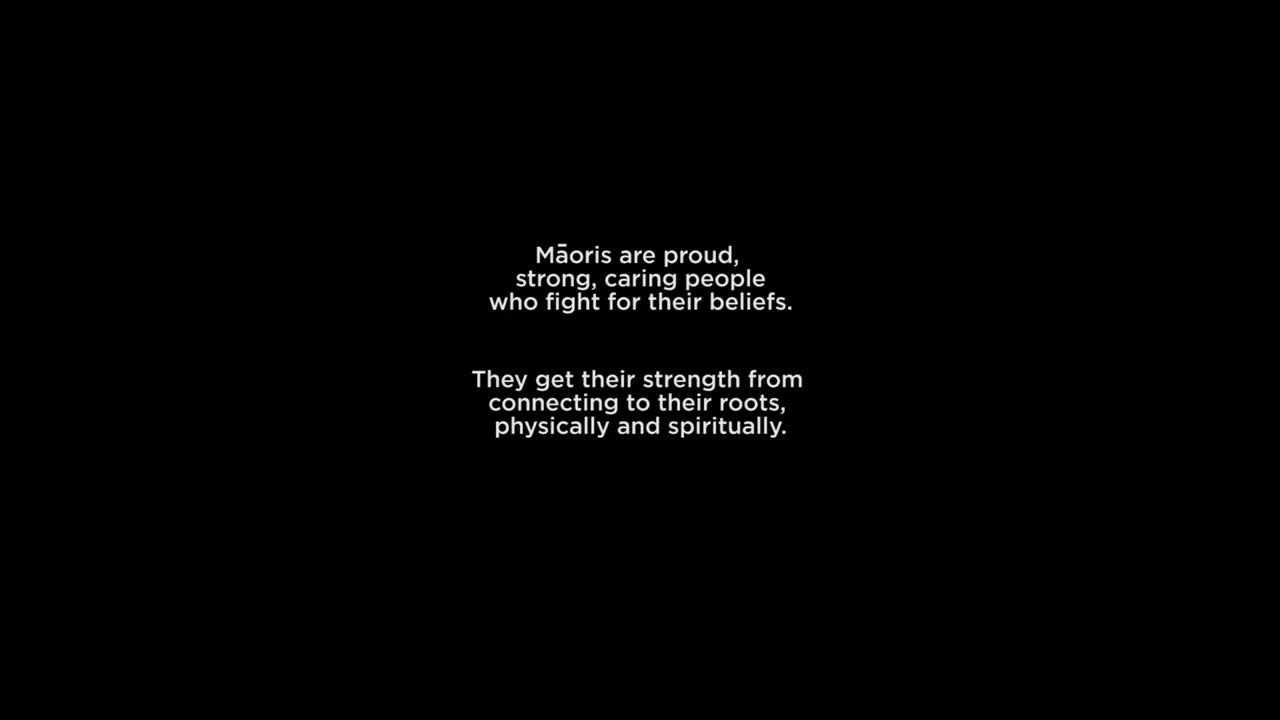 Māoris are proud,
strong, caring people
who fight for their beliefs.
They get their strength from
connecting to their roots,
physically and spiritually.